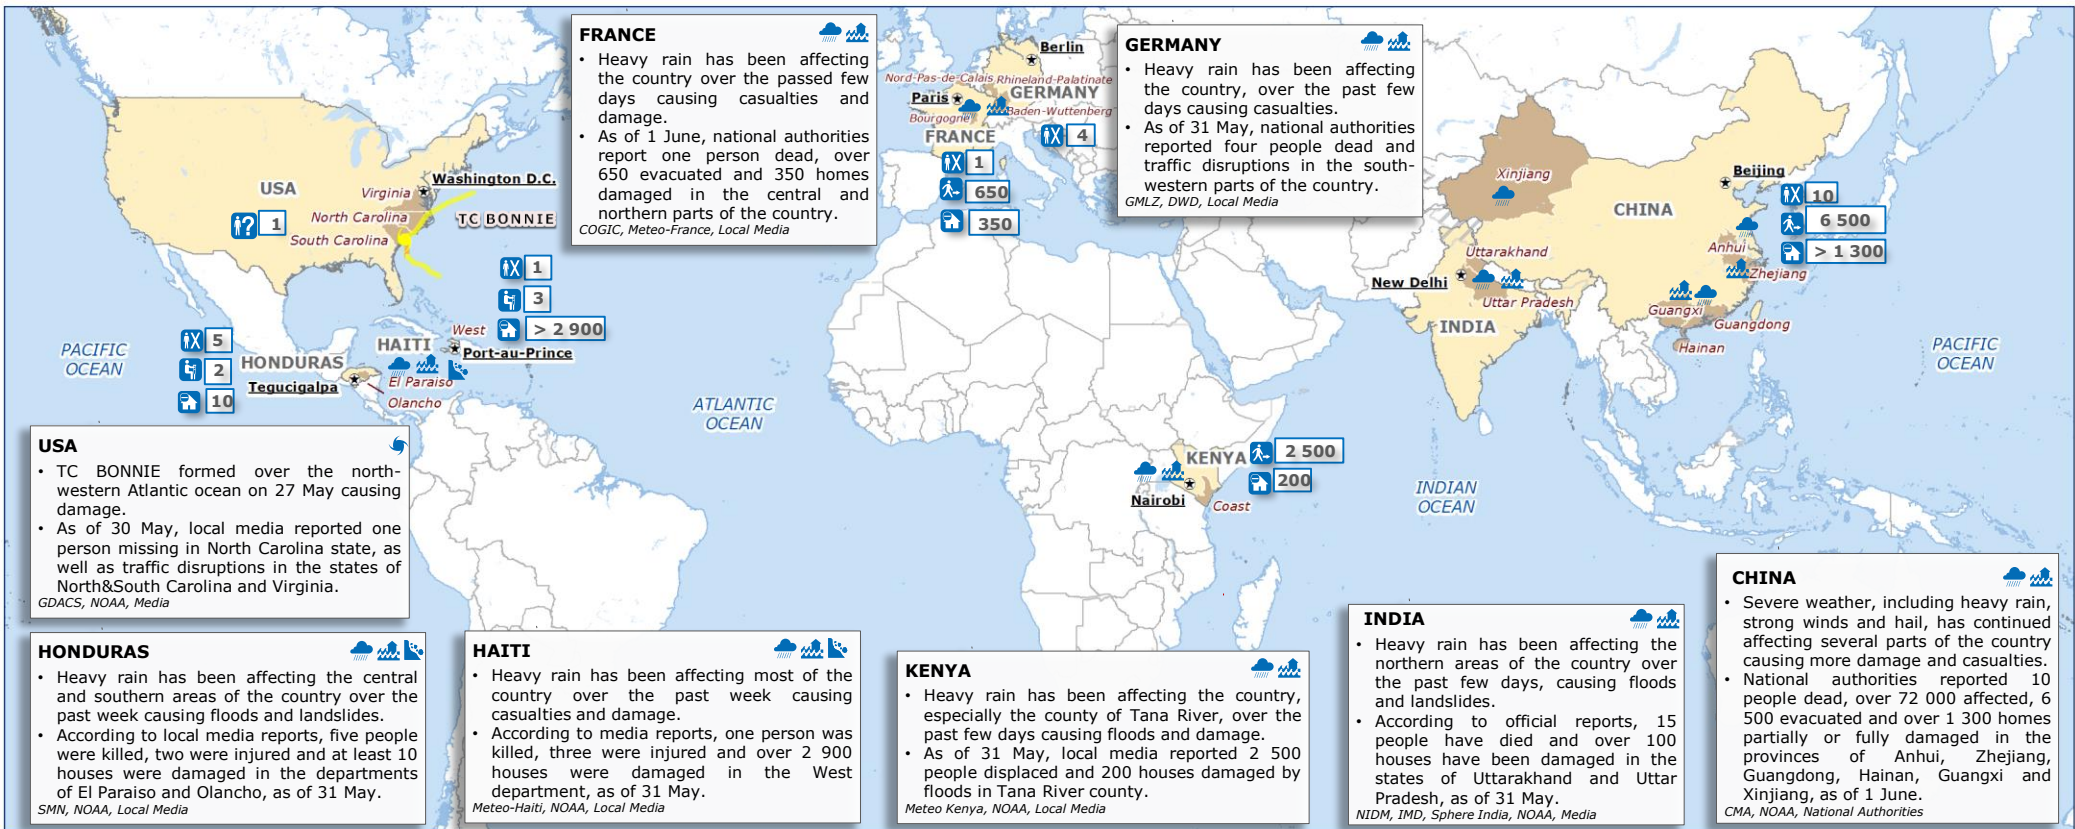 FRANCE
• Heavy rain has been affecting
the country over the passed few
days causing casualties and
damage.
• As of 1 June, national authorities
report one person dead, over
650 evacuated and 350 homes
damaged in the central and
northern parts of the country.
COGIC, Meteo-France, Local Media
GERMANY
• Heavy rain has been affecting
the country, over the past few
days causing casualties.
• As of 31 May, national authorities
reported four people dead and
traffic disruptions in the south-
western parts of the country.
GMLZ, DWD, Local Media
Berlin
Nord-Pas-de-Calais
Rhineland-Palatinate
GERMANY
Paris
Baden-Wuttenberg
Bourgogne
FRANCE
4
1
650
350
USA
1
Virginia
Washington D.C.
North Carolina
TC BONNIE
South Carolina
1
3
> 2 900
West
HAITI
Port-au-Prince
5
2
10
HONDURAS
Tegucigalpa
El Paraiso
Olancho
PACIFIC
OCEAN
ATLANTIC
OCEAN
KENYA
2 500
200
Nairobi
Coast
INDIAN
OCEAN
Xinjiang
Beijing
CHINA
10
6 500
> 1 300
Anhui
Zhejiang
Uttarakhand
New Delhi
Uttar Pradesh
INDIA
Guangxi
Guangdong
Hainan
PACIFIC
OCEAN
USA
• TC BONNIE formed over the north-
western Atlantic ocean on 27 May causing
damage.
• As of 30 May, local media reported one
person missing in North Carolina state, as
well as traffic disruptions in the states of
North&South Carolina and Virginia.
GDACS, NOAA, Media
HONDURAS
• Heavy rain has been affecting the central
and southern areas of the country over the
past week causing floods and landslides.
• According to local media reports, five people
were killed, two were injured and at least 10
houses were damaged in the departments
of El Paraiso and Olancho, as of 31 May.
SMN, NOAA, Local Media
HAITI
• Heavy rain has been affecting most of the
country over the past week causing
casualties and damage.
• According to media reports, one person was
killed, three were injured and over 2 900
houses were damaged in the West
department, as of 31 May.
Meteo-Haiti, NOAA, Local Media
KENYA
• Heavy rain has been affecting the country,
especially the county of Tana River, over the
past few days causing floods and damage.
• As of 31 May, local media reported 2 500
people displaced and 200 houses damaged by
floods in Tana River county.
Meteo Kenya, NOAA, Local Media
INDIA
• Heavy rain has been affecting the
northern areas of the country over
the past few days, causing floods
and landslides.
• According to official reports, 15
people have died and over 100
houses have been damaged in the
states of Uttarakhand and Uttar
Pradesh, as of 31 May.
NIDM, IMD, Sphere India, NOAA, Media
CHINA
• Severe weather, including heavy rain,
strong winds and hail, has continued
affecting several parts of the country
causing more damage and casualties.
• National authorities reported 10
people dead, over 72 000 affected, 6
500 evacuated and over 1 300 homes
partially or fully damaged in the
provinces of Anhui, Zhejiang,
Guangdong, Hainan, Guangxi and
Xinjiang, as of 1 June.
CMA, NOAA, National Authorities